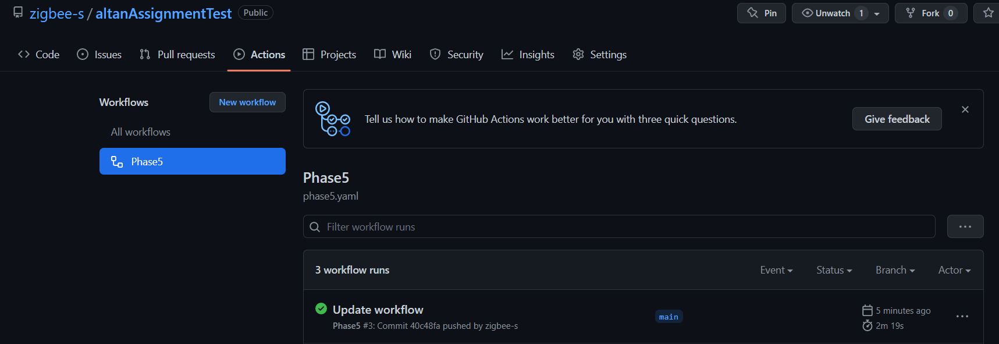 zigbee-s / altanAssignmentTest Public
Pin Unwatch 1 Fork 0
Code Issues Pull requests Actions Projects Wiki Security Insights Settings
Workflows New workflow
All workflows
Phase5
Tell us how to make GitHub Actions work better for you with three quick questions. Give feedback
Phase5
phase5.yaml
Filter workflow runs
3 workflow runs Event Status Branch Actor
Update workflow
Phase5 #3: Commit 40c48fa pushed by zigbee-s
main
5 minutes ago
2m 19s